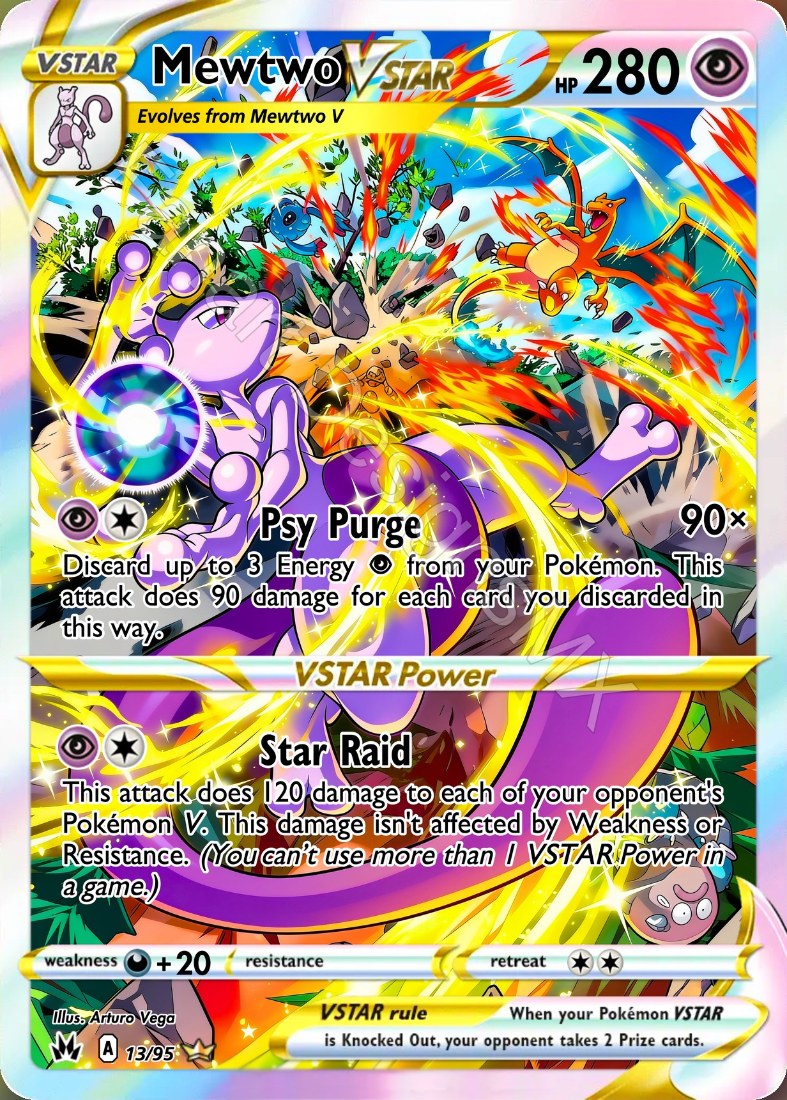 VSTAR
Mewtwo VSTAR
HP 280
Evolves from Mewtwo V
Psy Purge 90×
Discard up to 3 Energy from your Pokémon. This
attack does 90 damage for each card you discarded in
this way.
VSTAR Power
Star Raid
This attack does 120 damage to each of your opponent's
Pokémon V. This damage isn't affected by Weakness or
Resistance. (You can't use more than 1 VSTAR Power in
a game.)
weakness +20 resistance retreat
Illus. Arturo Vega
A 13/95
VSTAR rule When your Pokémon VSTAR
is Knocked Out, your opponent takes 2 Prize cards.